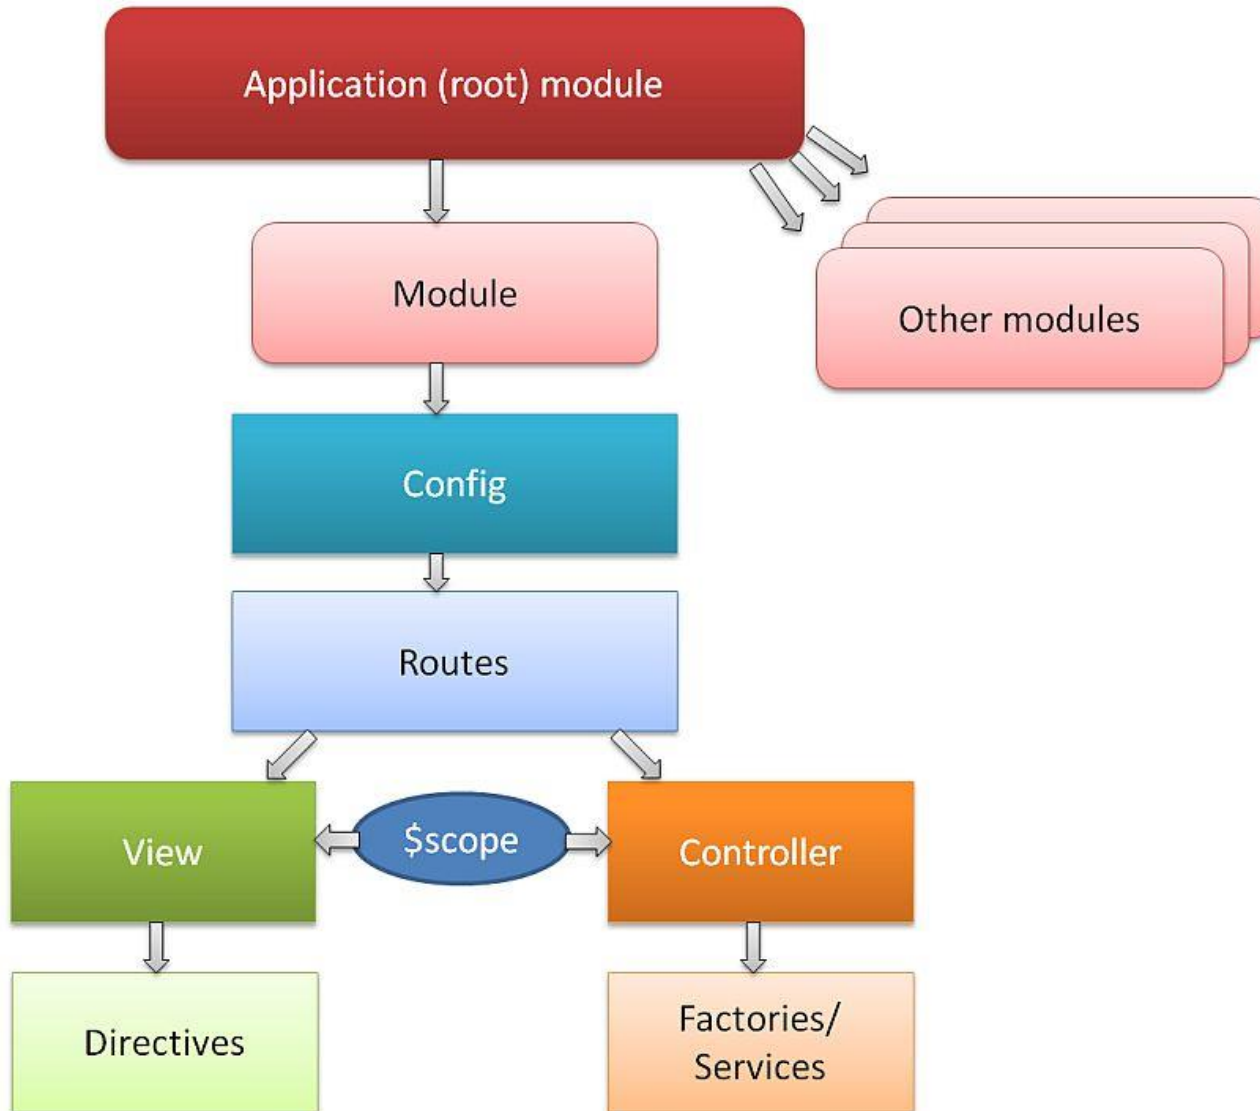 Application (root) module
Module
Other modules
Config
Routes
View
$scope
Controller
Directives
Factories/
Services